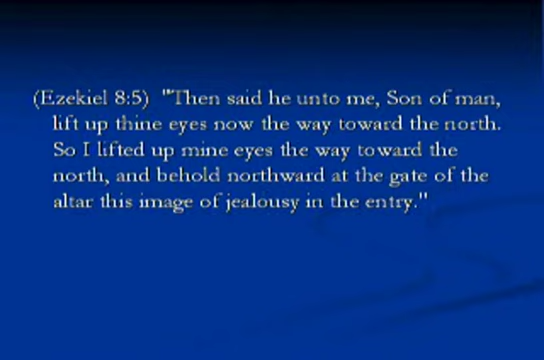 (Ezekiel 8:5) "Then said he unto me, Son of man,
lift up thine eyes now the way toward the north.
So I lifted up mine eyes the way toward the
north, and behold northward at the gate of the
altar this image of jealousy in the entry."